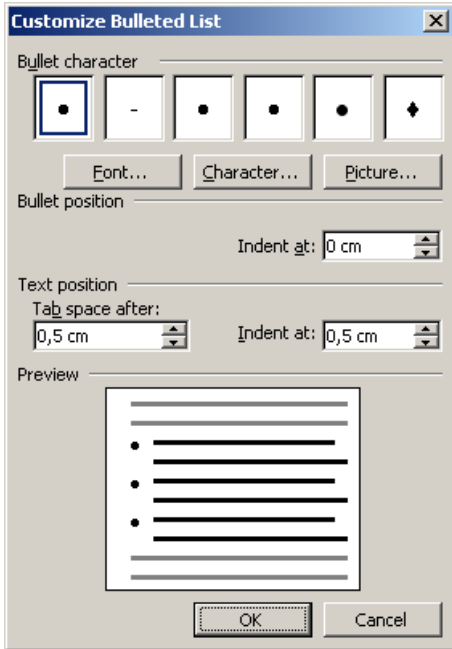 Customize Bulleted List
Bullet character
Font... Character... Picture...
Bullet position
Indent at: 0 cm
Text position
Tab space after:
0,5 cm Indent at: 0,5 cm
Preview
OK Cancel